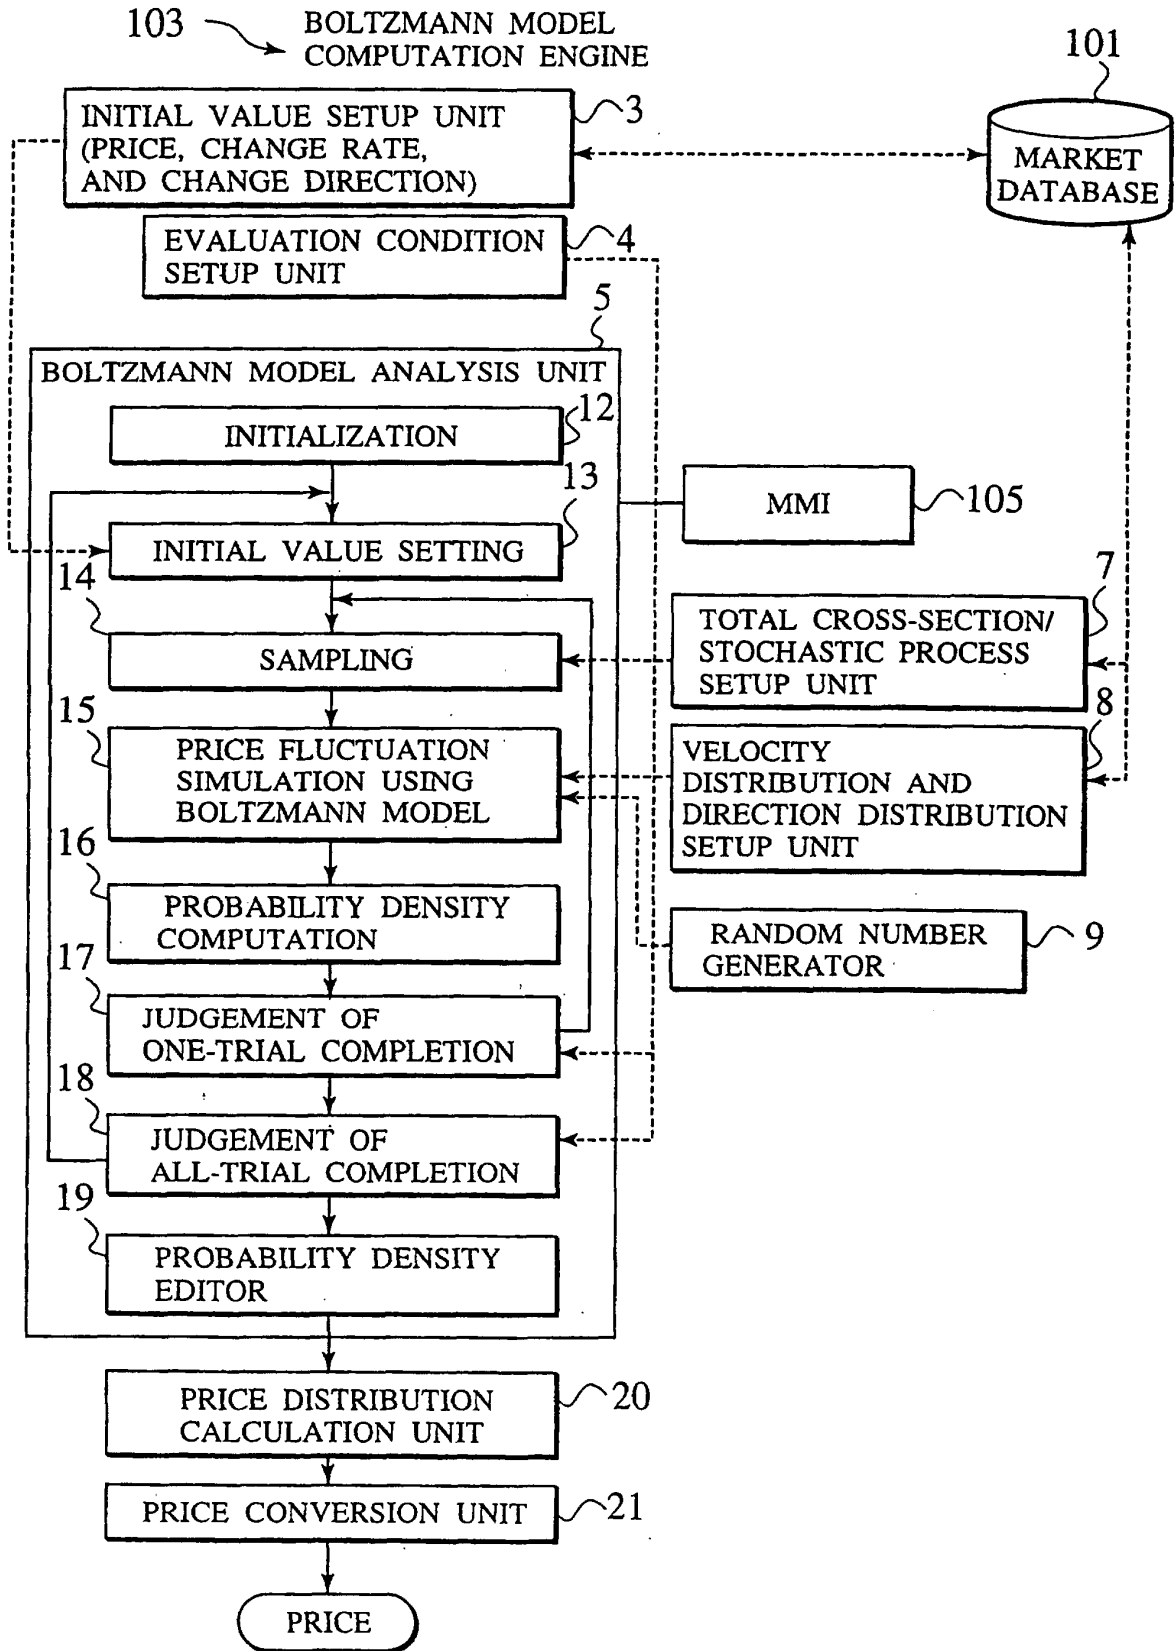 103
BOLTZMANN MODEL
COMPUTATION ENGINE
101
MARKET
DATABASE
3
INITIAL VALUE SETUP UNIT
(PRICE, CHANGE RATE,
AND CHANGE DIRECTION)
4
EVALUATION CONDITION
SETUP UNIT
5
BOLTZMANN MODEL ANALYSIS UNIT
12
INITIALIZATION
13
INITIAL VALUE SETTING
MMI
105
14
SAMPLING
7
TOTAL CROSS-SECTION/
STOCHASTIC PROCESS
SETUP UNIT
15
PRICE FLUCTUATION
SIMULATION USING
BOLTZMANN MODEL
8
VELOCITY
DISTRIBUTION AND
DIRECTION DISTRIBUTION
SETUP UNIT
16
PROBABILITY DENSITY
COMPUTATION
RANDOM NUMBER
GENERATOR
9
17
JUDGEMENT OF
ONE-TRIAL COMPLETION
18
JUDGEMENT OF
ALL-TRIAL COMPLETION
19
PROBABILITY DENSITY
EDITOR
PRICE DISTRIBUTION
CALCULATION UNIT
20
PRICE CONVERSION UNIT
21
PRICE